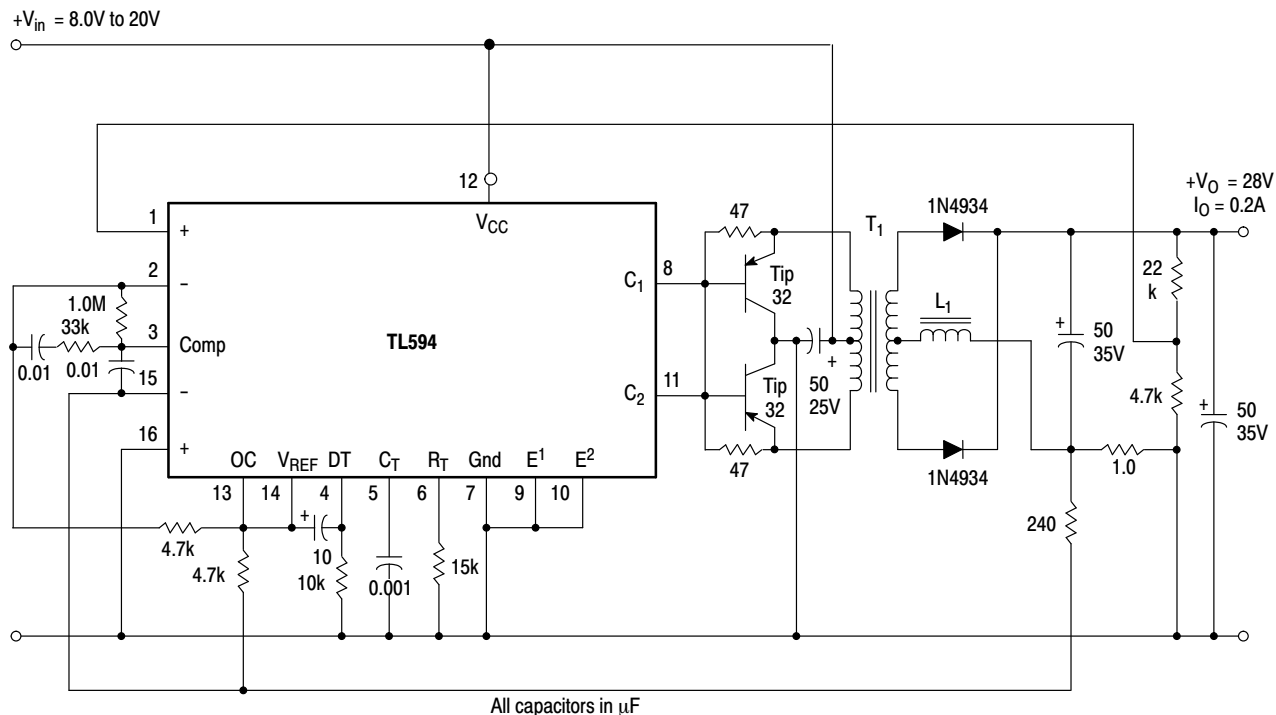 +Vin = 8.0V to 20V
12
VCC
1
+
2
−
1.0M
33k
3
Comp
0.01
0.01
15
−
16
+
TL594
C1
8
C2
11
OC
VREF
DT
CT
RT
Gnd
E1
E2
13
14
4
5
6
7
9
10
47
Tip
32
Tip
32
47
+
50
25V
T1
1N4934
L1
1N4934
+VO = 28V
IO = 0.2A
22
k
+
50
35V
4.7k
+
50
35V
1.0
240
4.7k
4.7k
+
10
10k
0.001
15k
All capacitors in μF